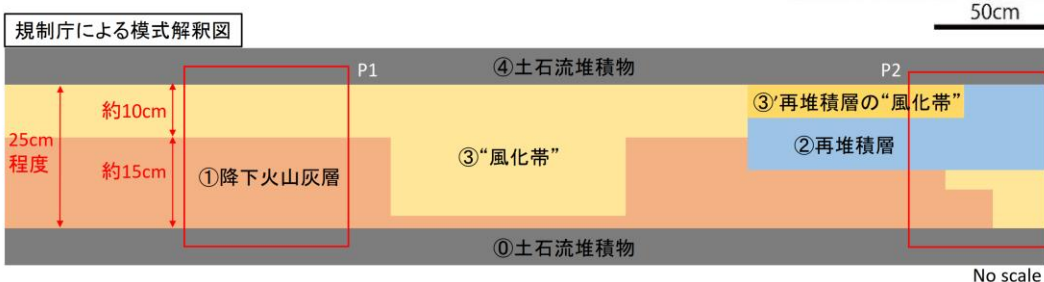 50cm
規制庁による模式解釈図
P1
④土石流堆積物
P2
約10cm
③’再堆積層の“風化帯”
25cm
程度
②再堆積層
③“風化帯”
約15cm
①降下火山灰層
⓪土石流堆積物
No scale